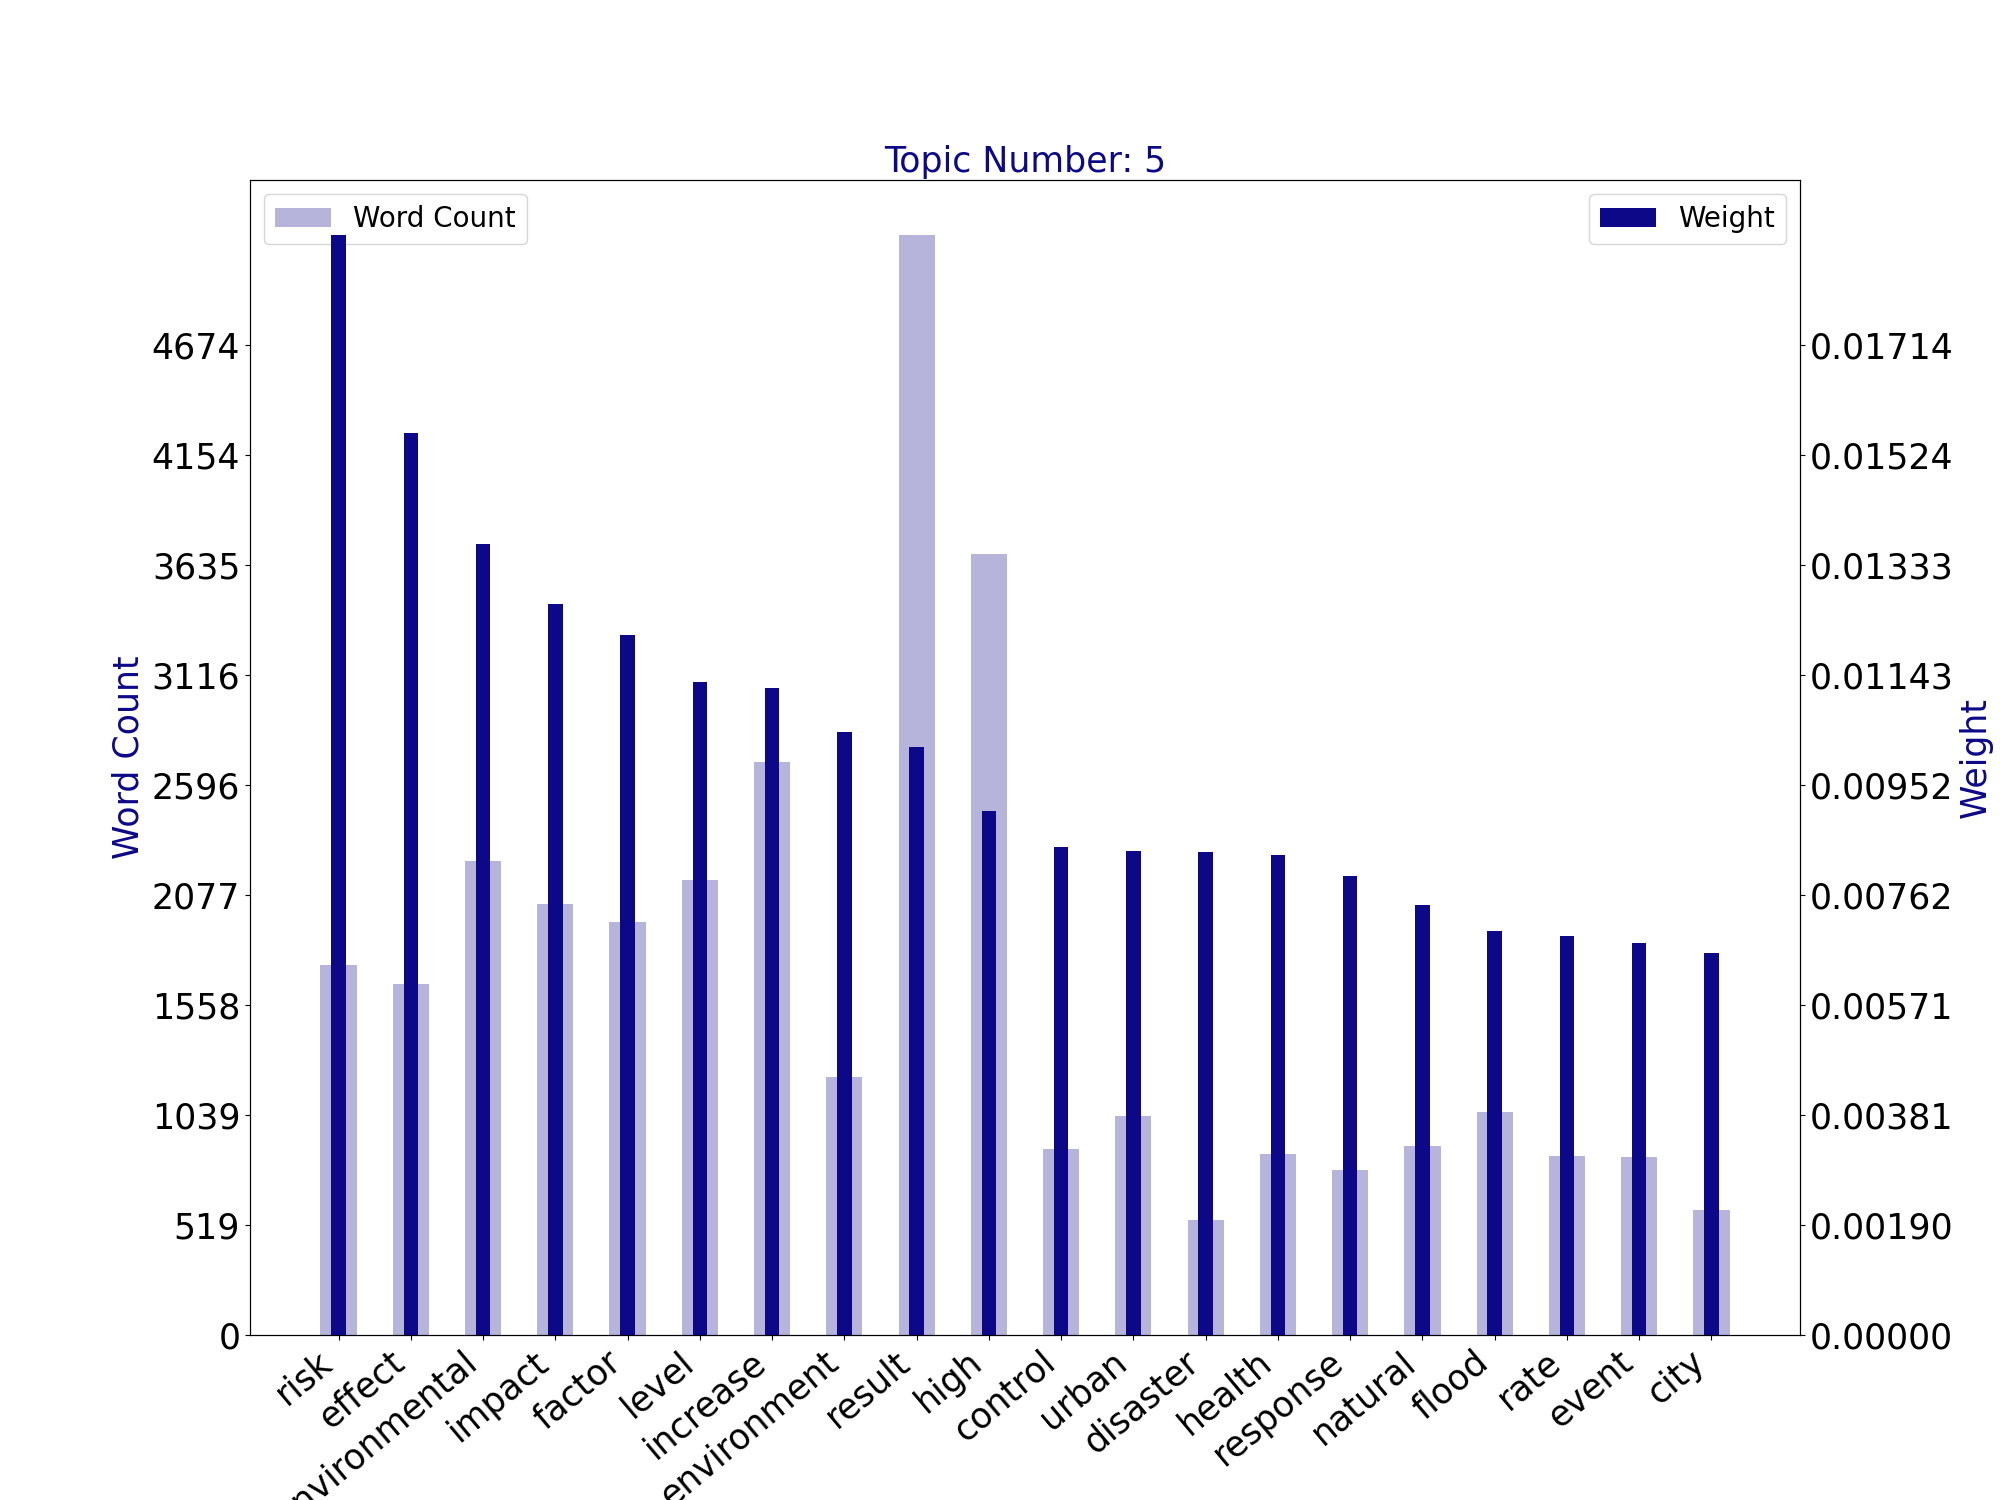 Topic Number: 5
Word Count
Weight
4674
4154
3635
3116
2596
2077
1558
1039
519
0
Word Count
0.01714
0.01524
0.01333
0.01143
0.00952
0.00762
0.00571
0.00381
0.00190
0.00000
Weight
risk
effect
nvironmental
impact
factor
level
increase
environment
result
high
control
urban
disaster
health
response
natural
flood
rate
event
city